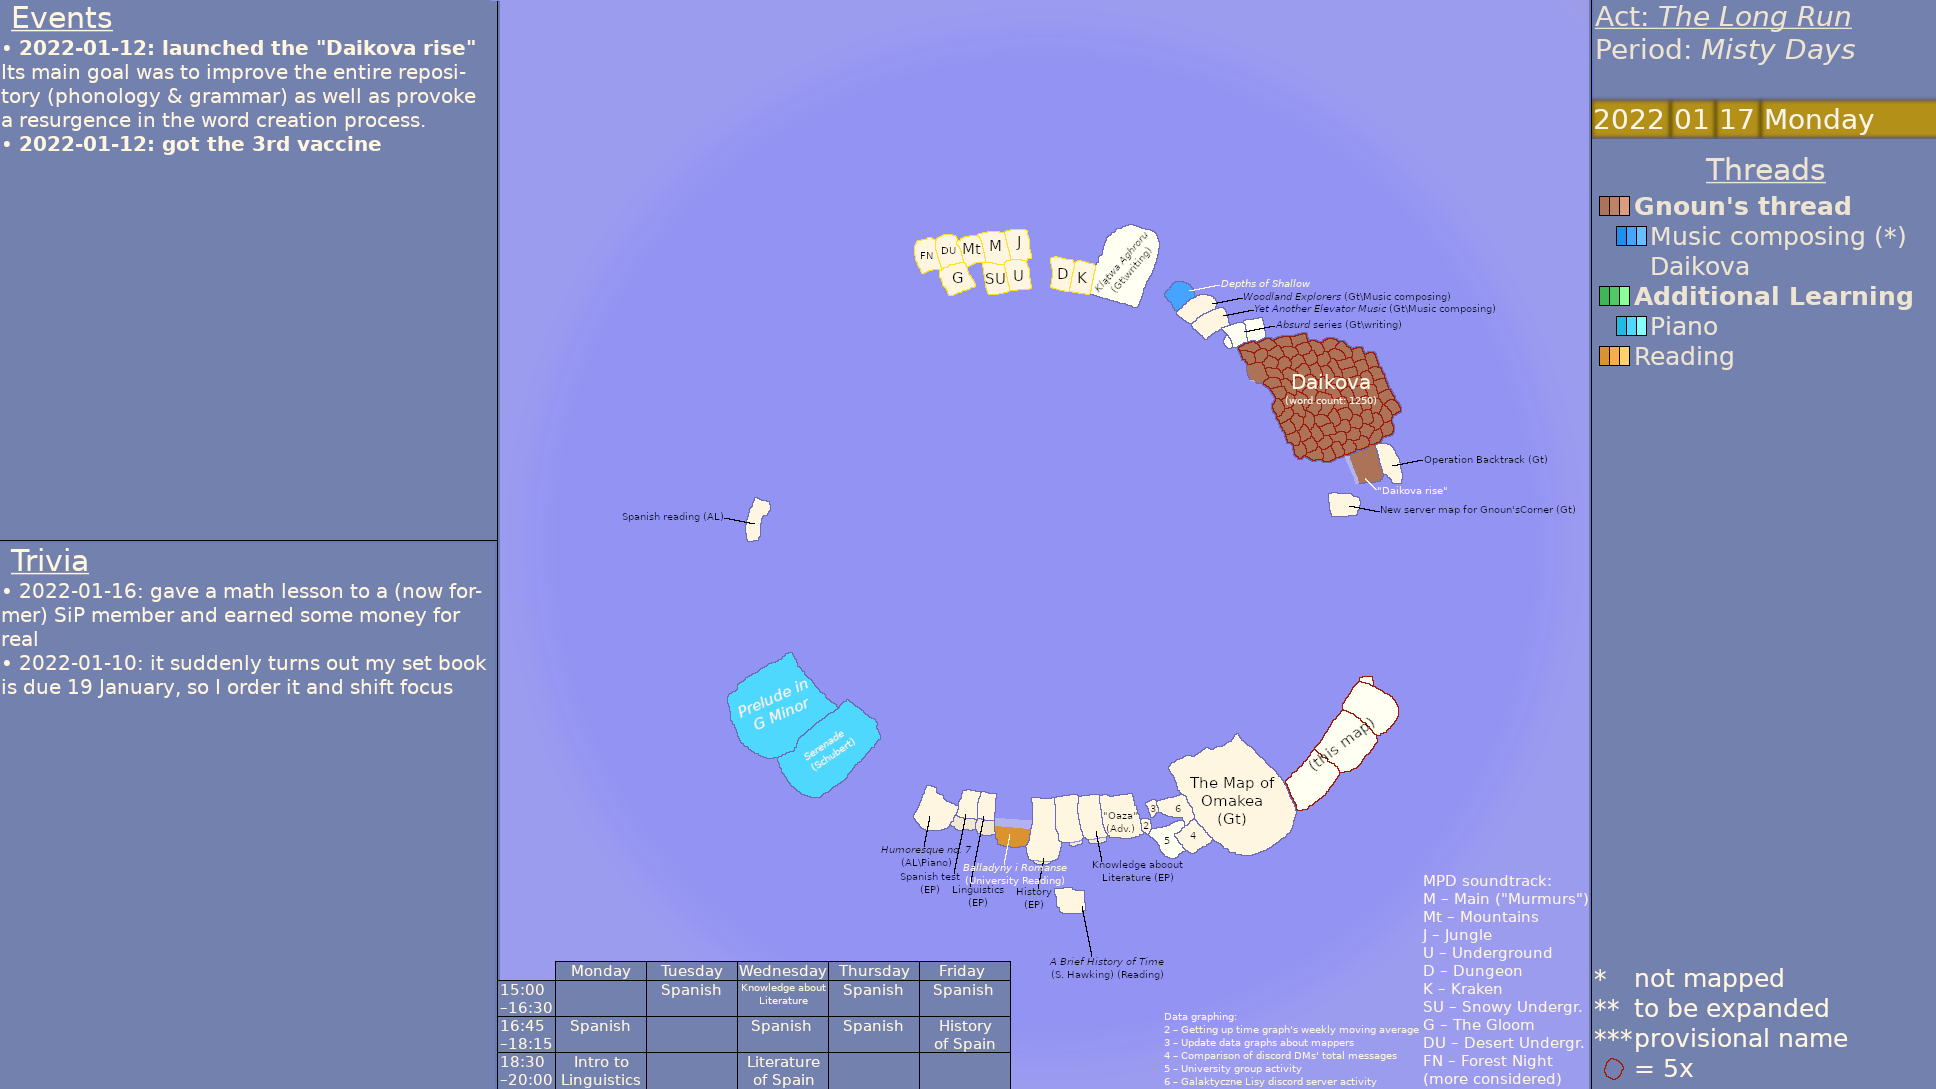 Events
• 2022-01-12: launched the "Daikova rise"
Its main goal was to improve the entire reposi-
tory (phonology & grammar) as well as provoke
a resurgence in the word creation process.
• 2022-01-12: got the 3rd vaccine
Trivia
• 2022-01-16: gave a math lesson to a (now for-
mer) SiP member and earned some money for
real
• 2022-01-10: it suddenly turns out my set book
is due 19 January, so I order it and shift focus
FN
DU
Mt
M
J
G
SU
U
D
K
Klatwa Aghroru
(Gt\writing)
Depths of Shallow
Woodland Explorers (Gt\Music composing)
Yet Another Elevator Music (Gt\Music composing)
Absurd series (Gt\writing)
Daikova
(word count: 1250)
Operation Backtrack (Gt)
"Daikova rise"
New server map for Gnoun'sCorner (Gt)
Spanish reading (AL)
Prelude in
G Minor
Serenade
(Schubert)
(this map)
The Map of
Omakea
(Gt)
"Oaza"
(Adv.)
3
6
2
5
4
Humoresque no. 7
(AL\Piano)
Spanish test
(EP)
Linguistics
(EP)
Balladyny i Romanse
(University Reading)
History
(EP)
Knowledge aboout
Literature (EP)
A Brief History of Time
(S. Hawking) (Reading)
Monday Tuesday Wednesday Thursday Friday
15:00
–16:30
Spanish
Knowledge about
Literature
Spanish
Spanish
16:45
–18:15
Spanish
Spanish
Spanish
History
of Spain
18:30
–20:00
Intro to
Linguistics
Literature
of Spain
Data graphing:
2 – Getting up time graph's weekly moving average
3 – Update data graphs about mappers
4 – Comparison of discord DMs' total messages
5 – University group activity
6 – Galaktyczne Lisy discord server activity
MPD soundtrack:
M – Main ("Murmurs")
Mt – Mountains
J – Jungle
U – Underground
D – Dungeon
K – Kraken
SU – Snowy Undergr.
G – The Gloom
DU – Desert Undergr.
FN – Forest Night
(more considered)
Act: The Long Run
Period: Misty Days
2022 01 17 Monday
Threads
Gnoun's thread
Music composing (*)
Daikova
Additional Learning
Piano
Reading
* not mapped
** to be expanded
*** provisional name
= 5x